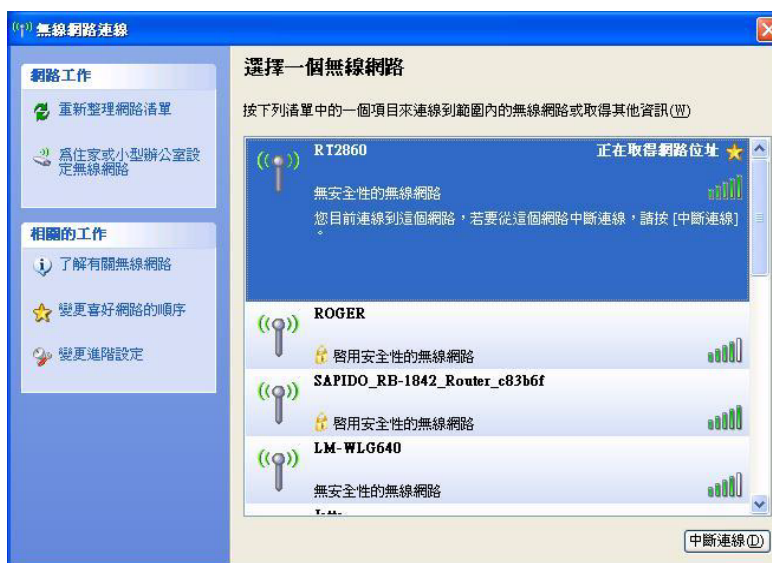 無線網路連線
網路工作
重新整理網路清單
為住家或小型辦公室設
定無線網路
相關的工作
了解有關無線網路
變更喜好網路的順序
變更進階設定
選擇一個無線網路
按下列清單中的一個項目來連線到範圍內的無線網路或取得其他資訊(W)
RT2860 正在取得網路位址
無安全性的無線網路
您目前連線到這個網路，若要從這個網路中斷連線，請按 [中斷連線]
。
ROGER
啓用安全性的無線網路
SAPIDO_RB-1842_Router_c83b6f
啓用安全性的無線網路
LM-WLG640
無安全性的無線網路
中斷連線(D)